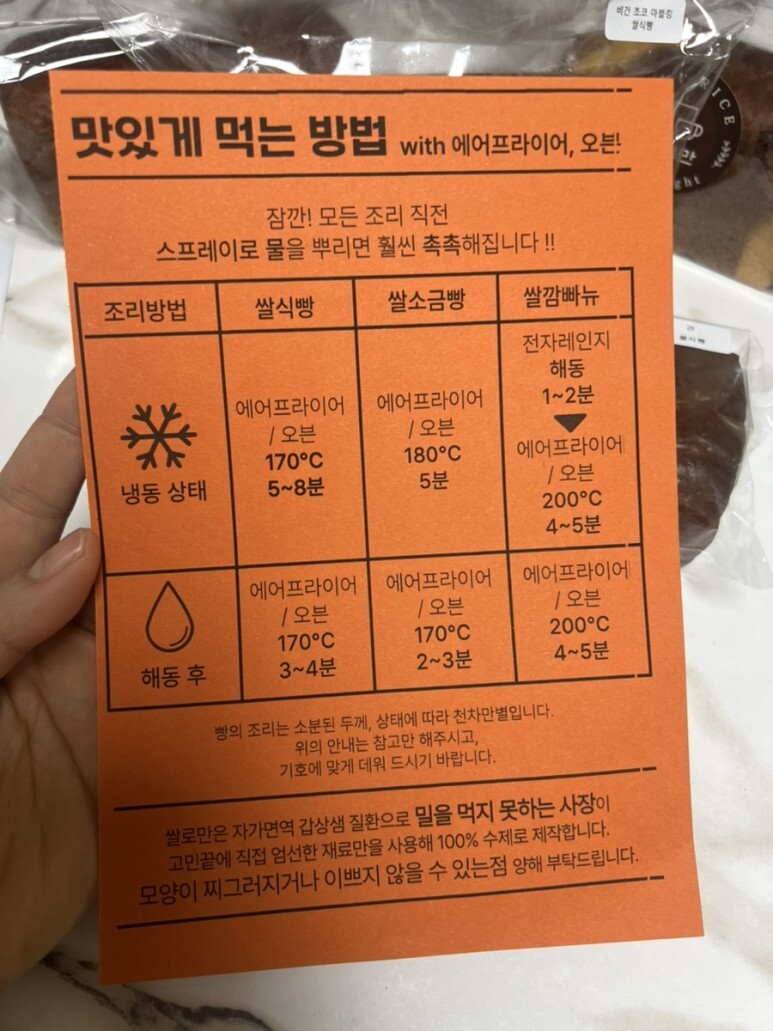 비건 초코 마블링
쌀식빵
RICE
맛있게 먹는 방법 with 에어프라이어, 오븐!
잠깐! 모든 조리 직전
스프레이로 물을 뿌리면 훨씬 촉촉해집니다 !!
조리방법 쌀식빵 쌀소금빵 쌀깜빠뉴
냉동 상태
에어프라이어
/ 오븐
170°C
5~8분
에어프라이어
/ 오븐
180°C
5분
전자레인지
해동
1~2분
에어프라이어
/ 오븐
200°C
4~5분
해동 후
에어프라이어
/ 오븐
170°C
3~4분
에어프라이어
/ 오븐
170°C
2~3분
에어프라이어
/ 오븐
200°C
4~5분
빵의 조리는 소분된 두께, 상태에 따라 천차만별입니다.
위의 안내는 참고만 해주시고,
기호에 맞게 데워 드시기 바랍니다.
쌀로만은 자가면역 갑상샘 질환으로 밀을 먹지 못하는 사장이
고민끝에 직접 엄선한 재료만을 사용해 100% 수제로 제작합니다.
모양이 찌그러지거나 이쁘지 않을 수 있는점 양해 부탁드립니다.